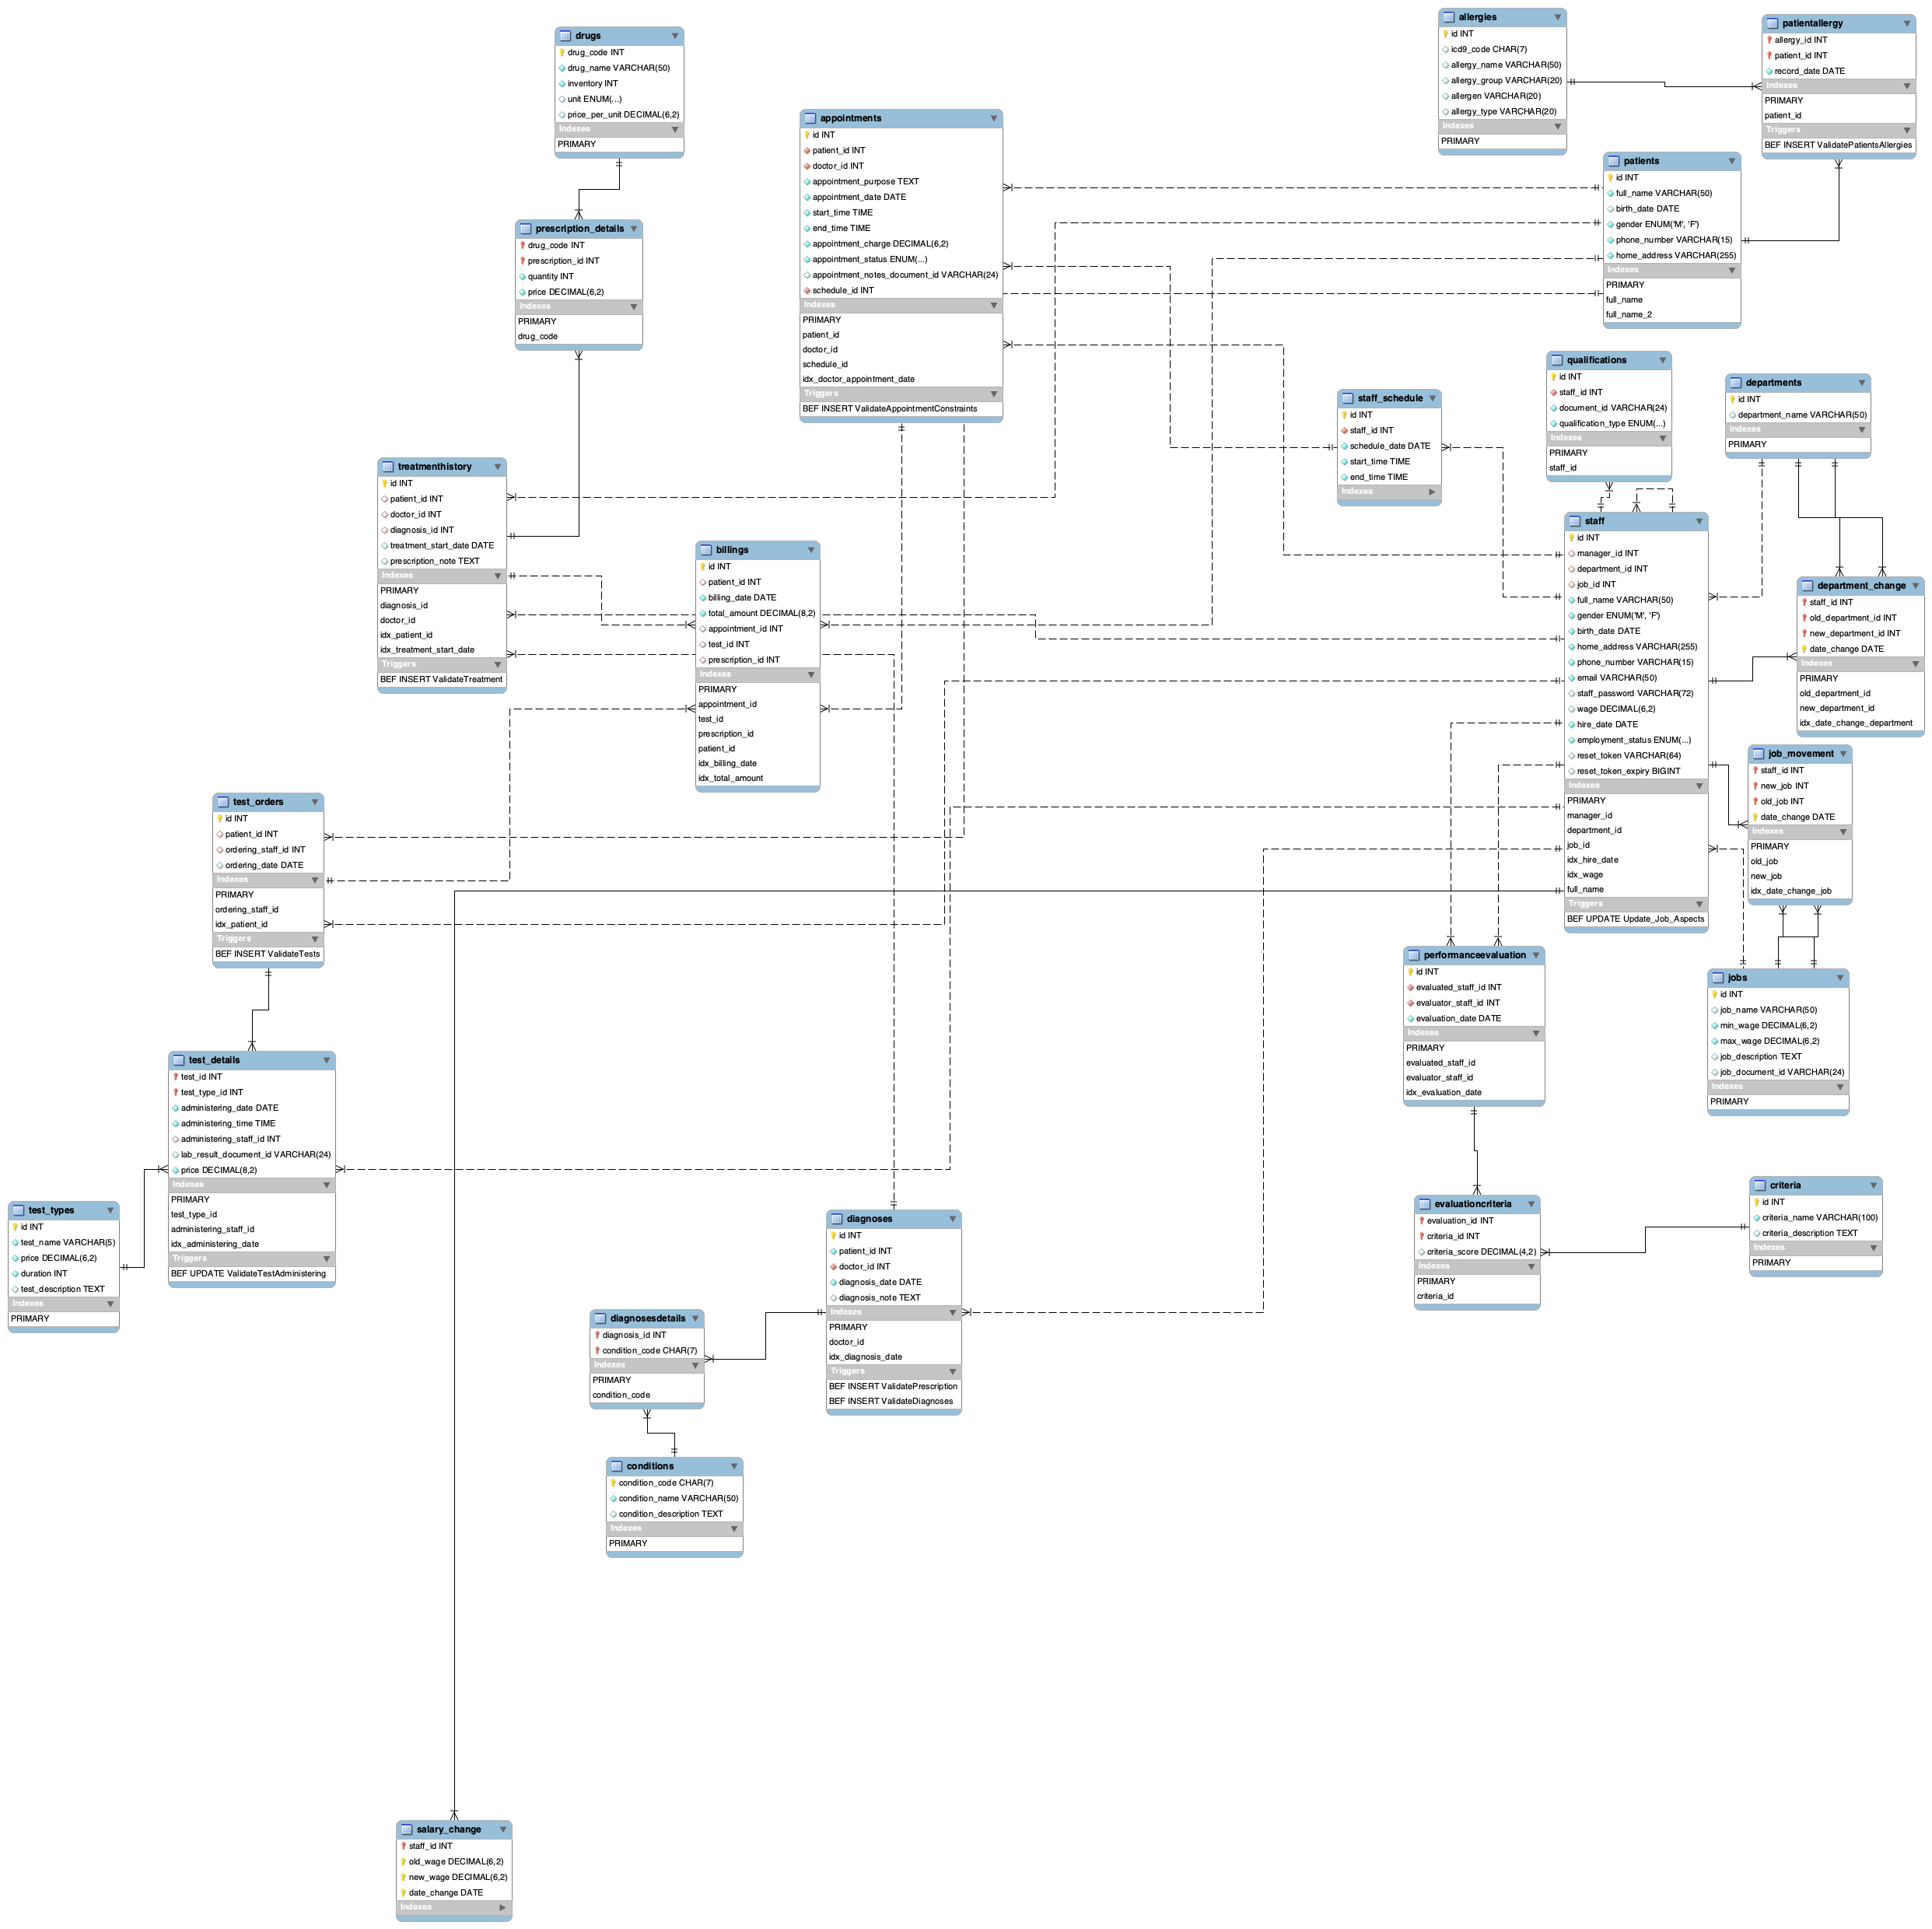 drugs
drug_code INT
drug_name VARCHAR(50)
inventory INT
unit ENUM(...)
price_per_unit DECIMAL(6,2)
Indexes
PRIMARY
allergies
id INT
icd9_code CHAR(7)
allergy_name VARCHAR(50)
allergy_group VARCHAR(20)
allergen VARCHAR(20)
allergy_type VARCHAR(20)
Indexes
PRIMARY
patientallergy
allergy_id INT
patient_id INT
record_date DATE
Indexes
PRIMARY
patient_id
Triggers
BEF INSERT ValidatePatientsAllergies
appointments
id INT
patient_id INT
doctor_id INT
appointment_purpose TEXT
appointment_date DATE
start_time TIME
end_time TIME
appointment_charge DECIMAL(6,2)
appointment_status ENUM(...)
appointment_notes_document_id VARCHAR(24)
schedule_id INT
Indexes
PRIMARY
patient_id
doctor_id
schedule_id
idx_doctor_appointment_date
Triggers
BEF INSERT ValidateAppointmentConstraints
patients
id INT
full_name VARCHAR(50)
birth_date DATE
gender ENUM('M', 'F')
phone_number VARCHAR(15)
home_address VARCHAR(255)
Indexes
PRIMARY
full_name
full_name_2
prescription_details
drug_code INT
prescription_id INT
quantity INT
price DECIMAL(6,2)
Indexes
PRIMARY
drug_code
qualifications
id INT
staff_id INT
document_id VARCHAR(24)
qualification_type ENUM(...)
Indexes
PRIMARY
staff_id
departments
id INT
department_name VARCHAR(50)
Indexes
PRIMARY
staff_schedule
id INT
staff_id INT
schedule_date DATE
start_time TIME
end_time TIME
Indexes
treatmenthistory
id INT
patient_id INT
doctor_id INT
diagnosis_id INT
treatment_start_date DATE
prescription_note TEXT
Indexes
PRIMARY
diagnosis_id
doctor_id
idx_patient_id
idx_treatment_start_date
Triggers
BEF INSERT ValidateTreatment
billings
id INT
patient_id INT
billing_date DATE
total_amount DECIMAL(8,2)
appointment_id INT
test_id INT
prescription_id INT
Indexes
PRIMARY
appointment_id
test_id
prescription_id
patient_id
idx_billing_date
idx_total_amount
staff
id INT
manager_id INT
department_id INT
job_id INT
full_name VARCHAR(50)
gender ENUM('M', 'F')
birth_date DATE
home_address VARCHAR(255)
phone_number VARCHAR(15)
email VARCHAR(50)
staff_password VARCHAR(72)
wage DECIMAL(6,2)
hire_date DATE
employment_status ENUM(...)
reset_token VARCHAR(64)
reset_token_expiry BIGINT
Indexes
PRIMARY
manager_id
department_id
job_id
idx_hire_date
idx_wage
full_name
Triggers
BEF UPDATE Update_Job_Aspects
department_change
staff_id INT
old_department_id INT
new_department_id INT
date_change DATE
Indexes
PRIMARY
old_department_id
new_department_id
idx_date_change_department
job_movement
staff_id INT
new_job INT
old_job INT
date_change DATE
Indexes
PRIMARY
old_job
new_job
idx_date_change_job
test_orders
id INT
patient_id INT
ordering_staff_id INT
ordering_date DATE
Indexes
PRIMARY
ordering_staff_id
idx_patient_id
Triggers
BEF INSERT ValidateTests
performanceevaluation
id INT
evaluated_staff_id INT
evaluator_staff_id INT
evaluation_date DATE
Indexes
PRIMARY
evaluated_staff_id
evaluator_staff_id
idx_evaluation_date
jobs
id INT
job_name VARCHAR(50)
min_wage DECIMAL(6,2)
max_wage DECIMAL(6,2)
job_description TEXT
job_document_id VARCHAR(24)
Indexes
PRIMARY
test_details
test_id INT
test_type_id INT
administering_date DATE
administering_time TIME
administering_staff_id INT
lab_result_document_id VARCHAR(24)
price DECIMAL(8,2)
Indexes
PRIMARY
test_type_id
administering_staff_id
idx_administering_date
Triggers
BEF UPDATE ValidateTestAdministering
test_types
id INT
test_name VARCHAR(5)
price DECIMAL(6,2)
duration INT
test_description TEXT
Indexes
PRIMARY
diagnoses
id INT
patient_id INT
doctor_id INT
diagnosis_date DATE
diagnosis_note TEXT
Indexes
PRIMARY
doctor_id
idx_diagnosis_date
Triggers
BEF INSERT ValidatePrescription
BEF INSERT ValidateDiagnoses
evaluationcriteria
evaluation_id INT
criteria_id INT
criteria_score DECIMAL(4,2)
Indexes
PRIMARY
criteria_id
criteria
id INT
criteria_name VARCHAR(100)
criteria_description TEXT
Indexes
PRIMARY
diagnosesdetails
diagnosis_id INT
condition_code CHAR(7)
Indexes
PRIMARY
condition_code
conditions
condition_code CHAR(7)
condition_name VARCHAR(50)
condition_description TEXT
Indexes
PRIMARY
salary_change
staff_id INT
old_wage DECIMAL(6,2)
new_wage DECIMAL(6,2)
date_change DATE
Indexes